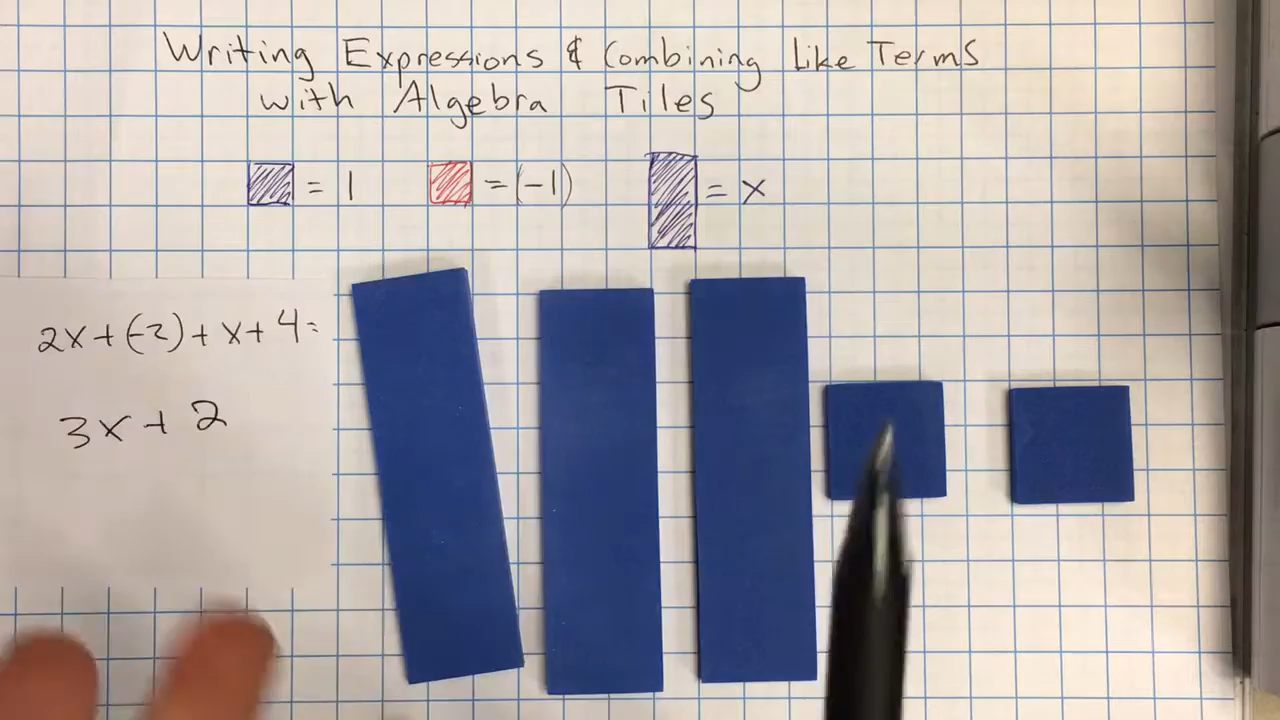 Writing Expressions & Combining Like Terms
with Algebra Tiles
= 1 = (-1) = x
2x + (-2) + x + 4 =
3x + 2